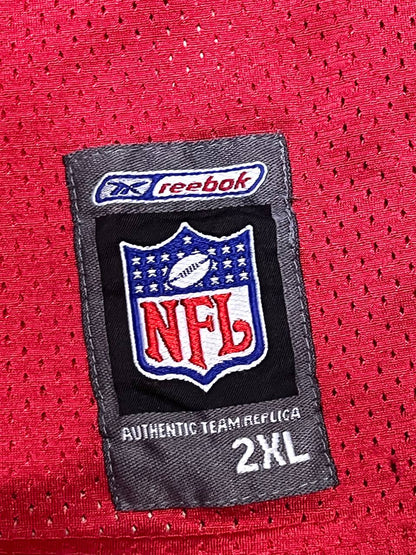 reebok
NFL
AUTHENTIC TEAM REPLICA
2XL